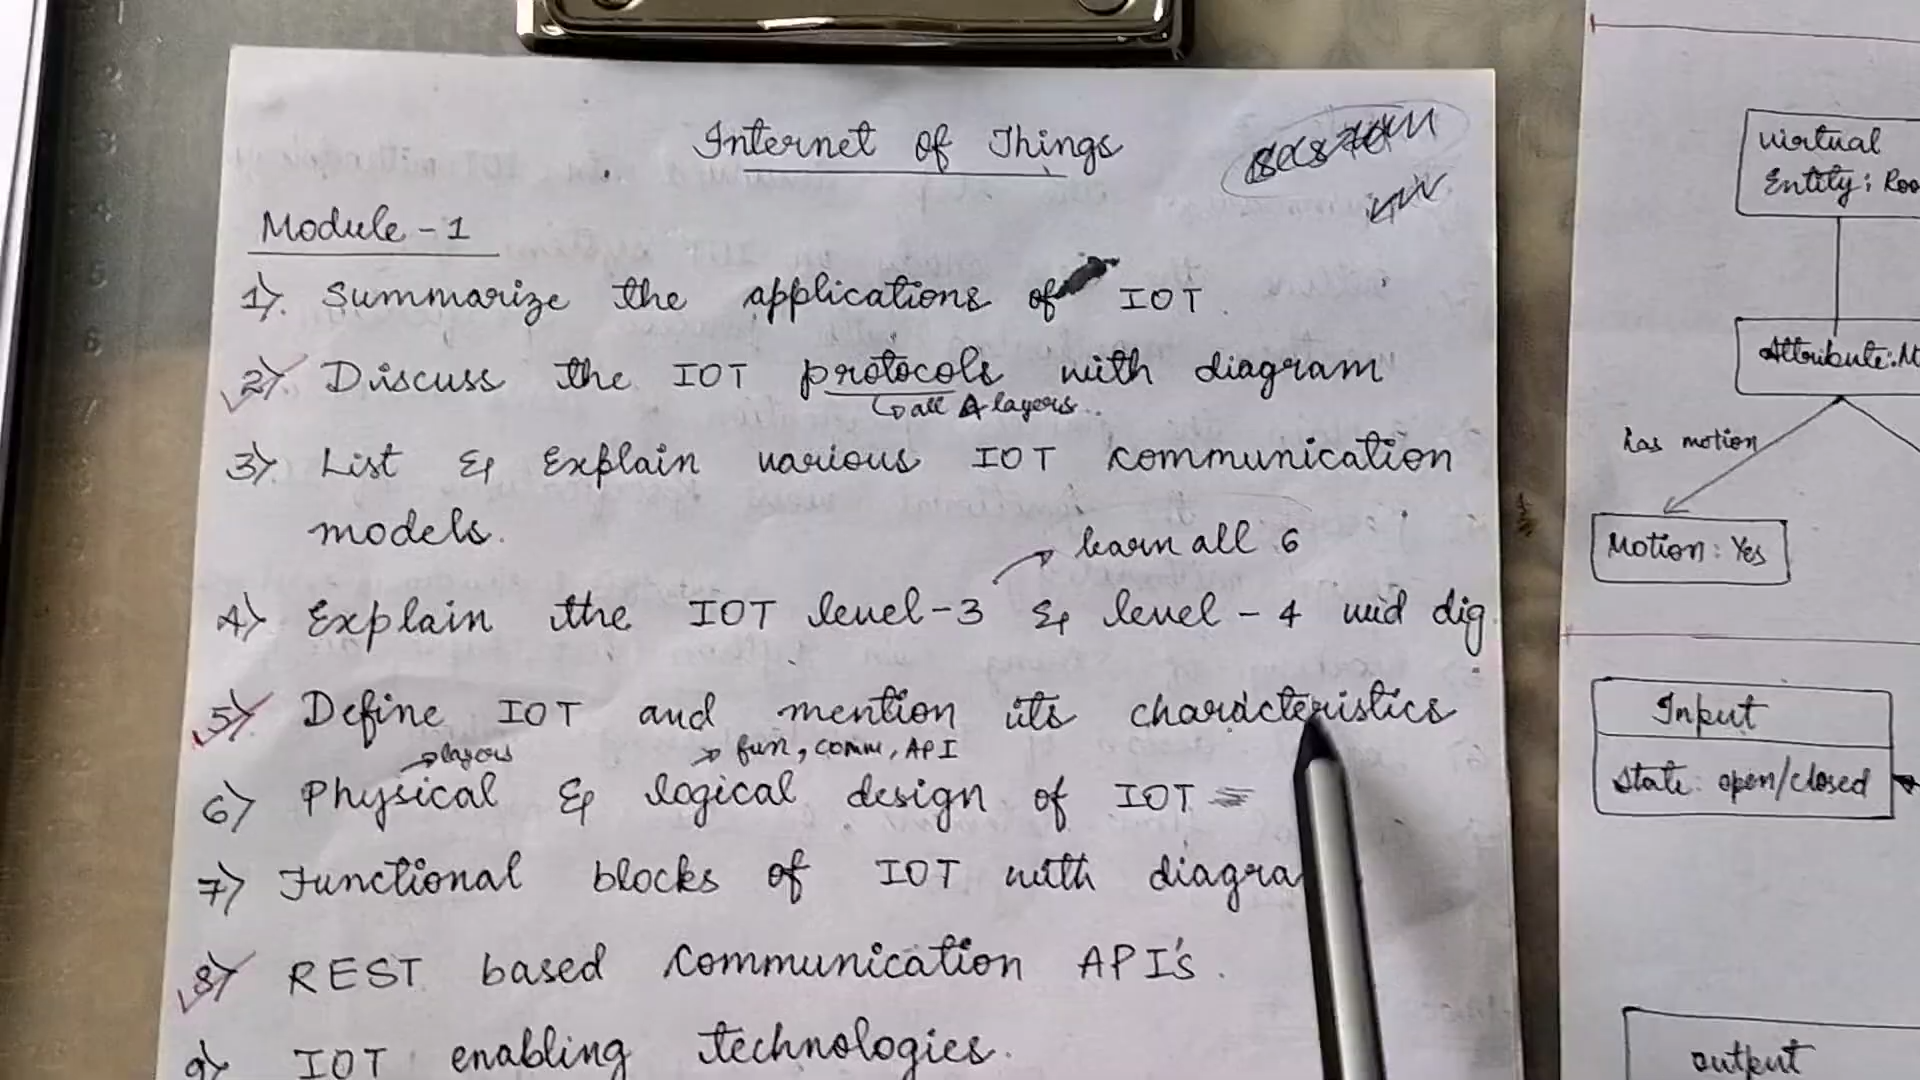 Internet of Things
Module - 1
1). Summarize the applications of IOT.
2). Discuss the IOT protocols with diagram
all 4 layers..
3). List & Explain various IOT communication
models.
learn all 6
4) Explain the IOT level-3 & level - 4 wid dig
5). Define IOT and mention its characteristics
layers
fun, comm, API
6) Physical & logical design of IOT
7) Functional blocks of IOT with diagra
8) REST based communication API's.
9) IOT enabling technologies.
Virtual
Entity: Roo
Attribute: M
has motion
Motion: Yes
Input
State: open/closed
output